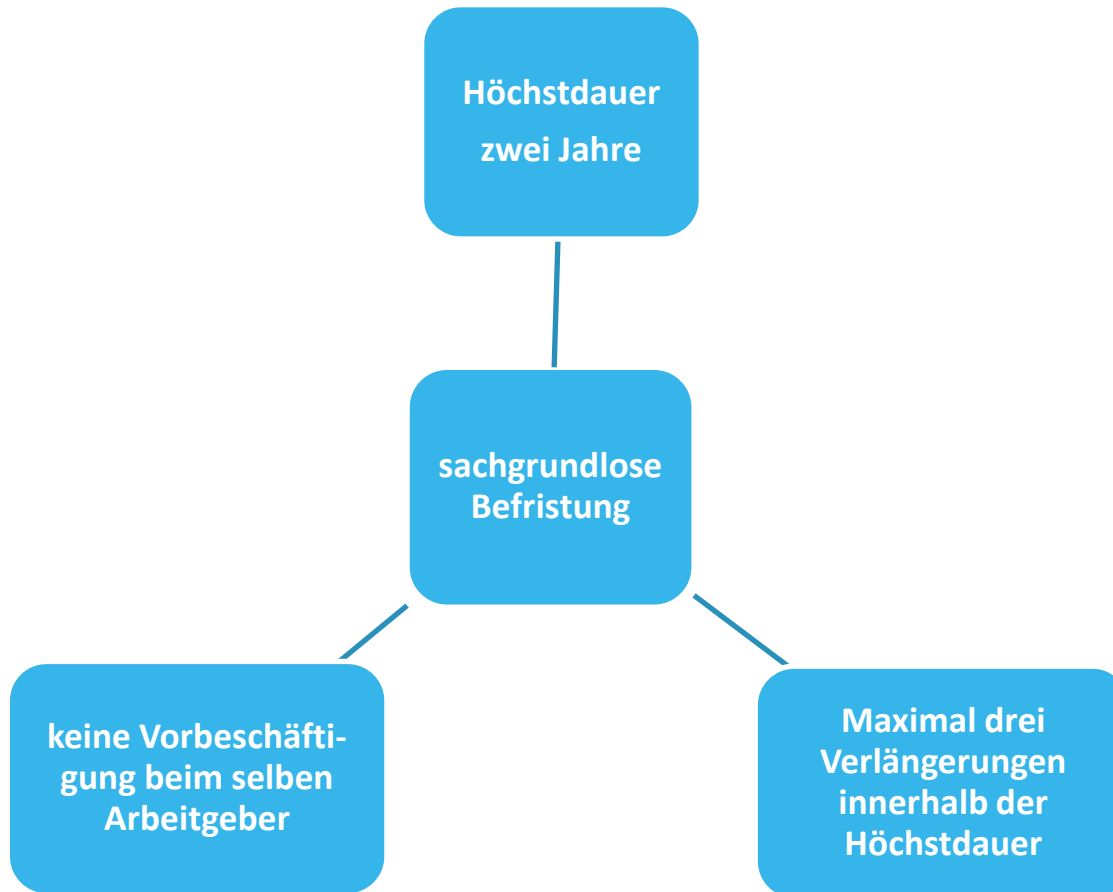 Höchstdauer
zwei Jahre
sachgrundlose
Befristung
keine Vorbeschäfti-
gung beim selben
Arbeitgeber
Maximal drei
Verlängerungen
innerhalb der
Höchstdauer